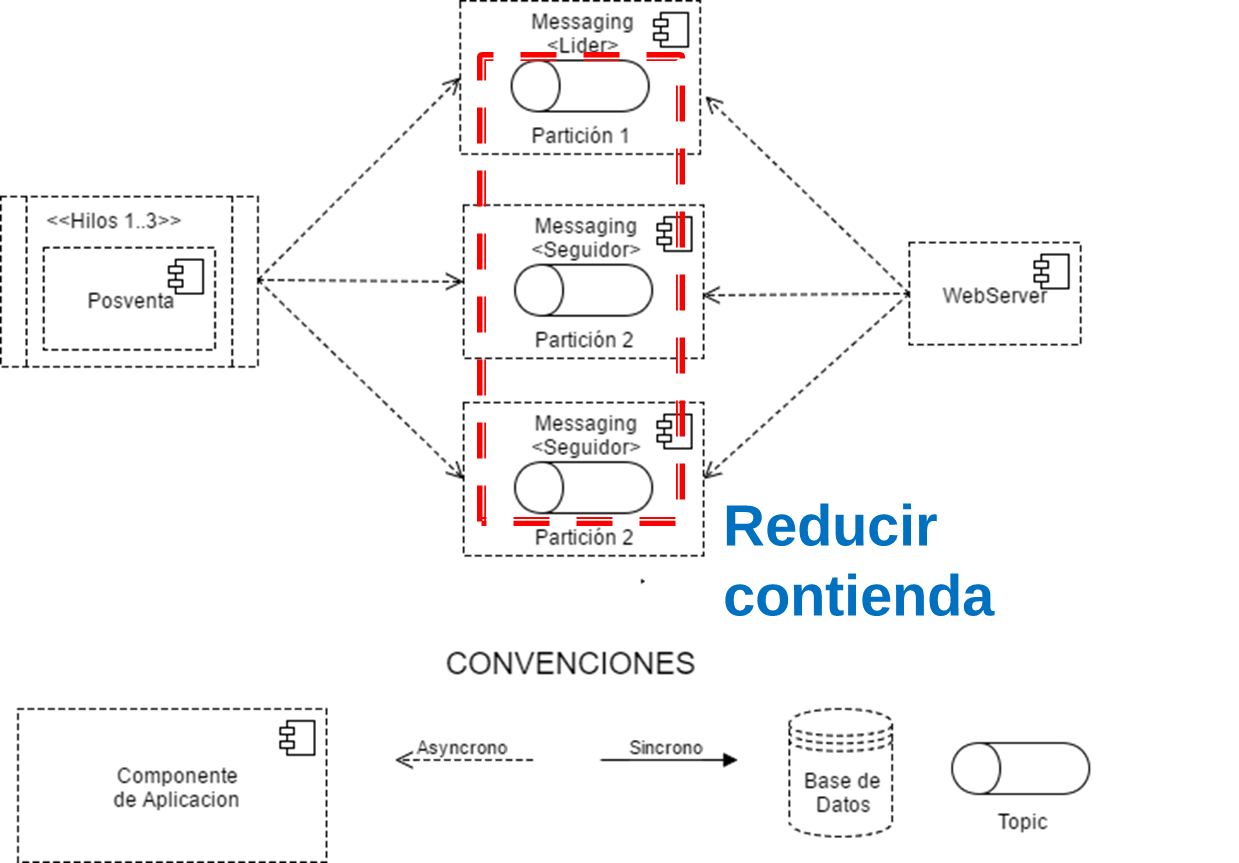 Messaging
<Lider>
Partición 1
<<Hilos 1..3>>
Posventa
Messaging
<Seguidor>
Partición 2
WebServer
Messaging
<Seguidor>
Partición 2
Reducir
contienda
CONVENCIONES
Componente
de Aplicacion
Asyncrono
Sincrono
Base de
Datos
Topic